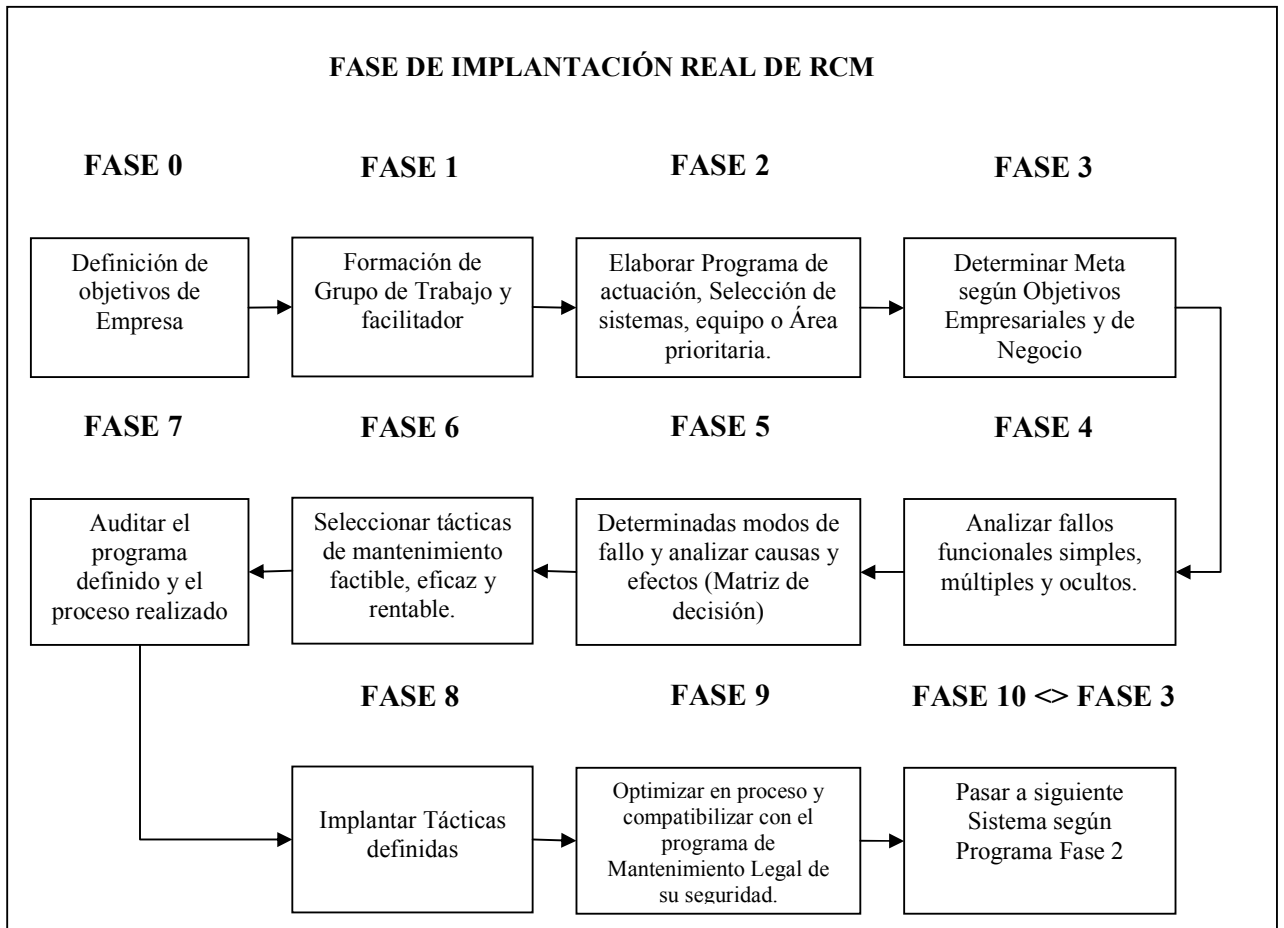 FASE DE IMPLANTACIÓN REAL DE RCM
FASE 0
FASE 1
FASE 2
FASE 3
Definición de
objetivos de
Empresa
Formación de
Grupo de Trabajo y
facilitador
Elaborar Programa de
actuación, Selección de
sistemas, equipo o Área
prioritaria.
Determinar Meta
según Objetivos
Empresariales y de
Negocio
FASE 7
FASE 6
FASE 5
FASE 4
Auditar el
programa
definido y el
proceso realizado
Seleccionar tácticas
de mantenimiento
factible, eficaz y
rentable.
Determinadas modos de
fallo y analizar causas y
efectos (Matriz de
decisión)
Analizar fallos
funcionales simples,
múltiples y ocultos.
FASE 8
FASE 9
FASE 10 <> FASE 3
Implantar Tácticas
definidas
Optimizar en proceso y
compatibilizar con el
programa de
Mantenimiento Legal de
su seguridad.
Pasar a siguiente
Sistema según
Programa Fase 2